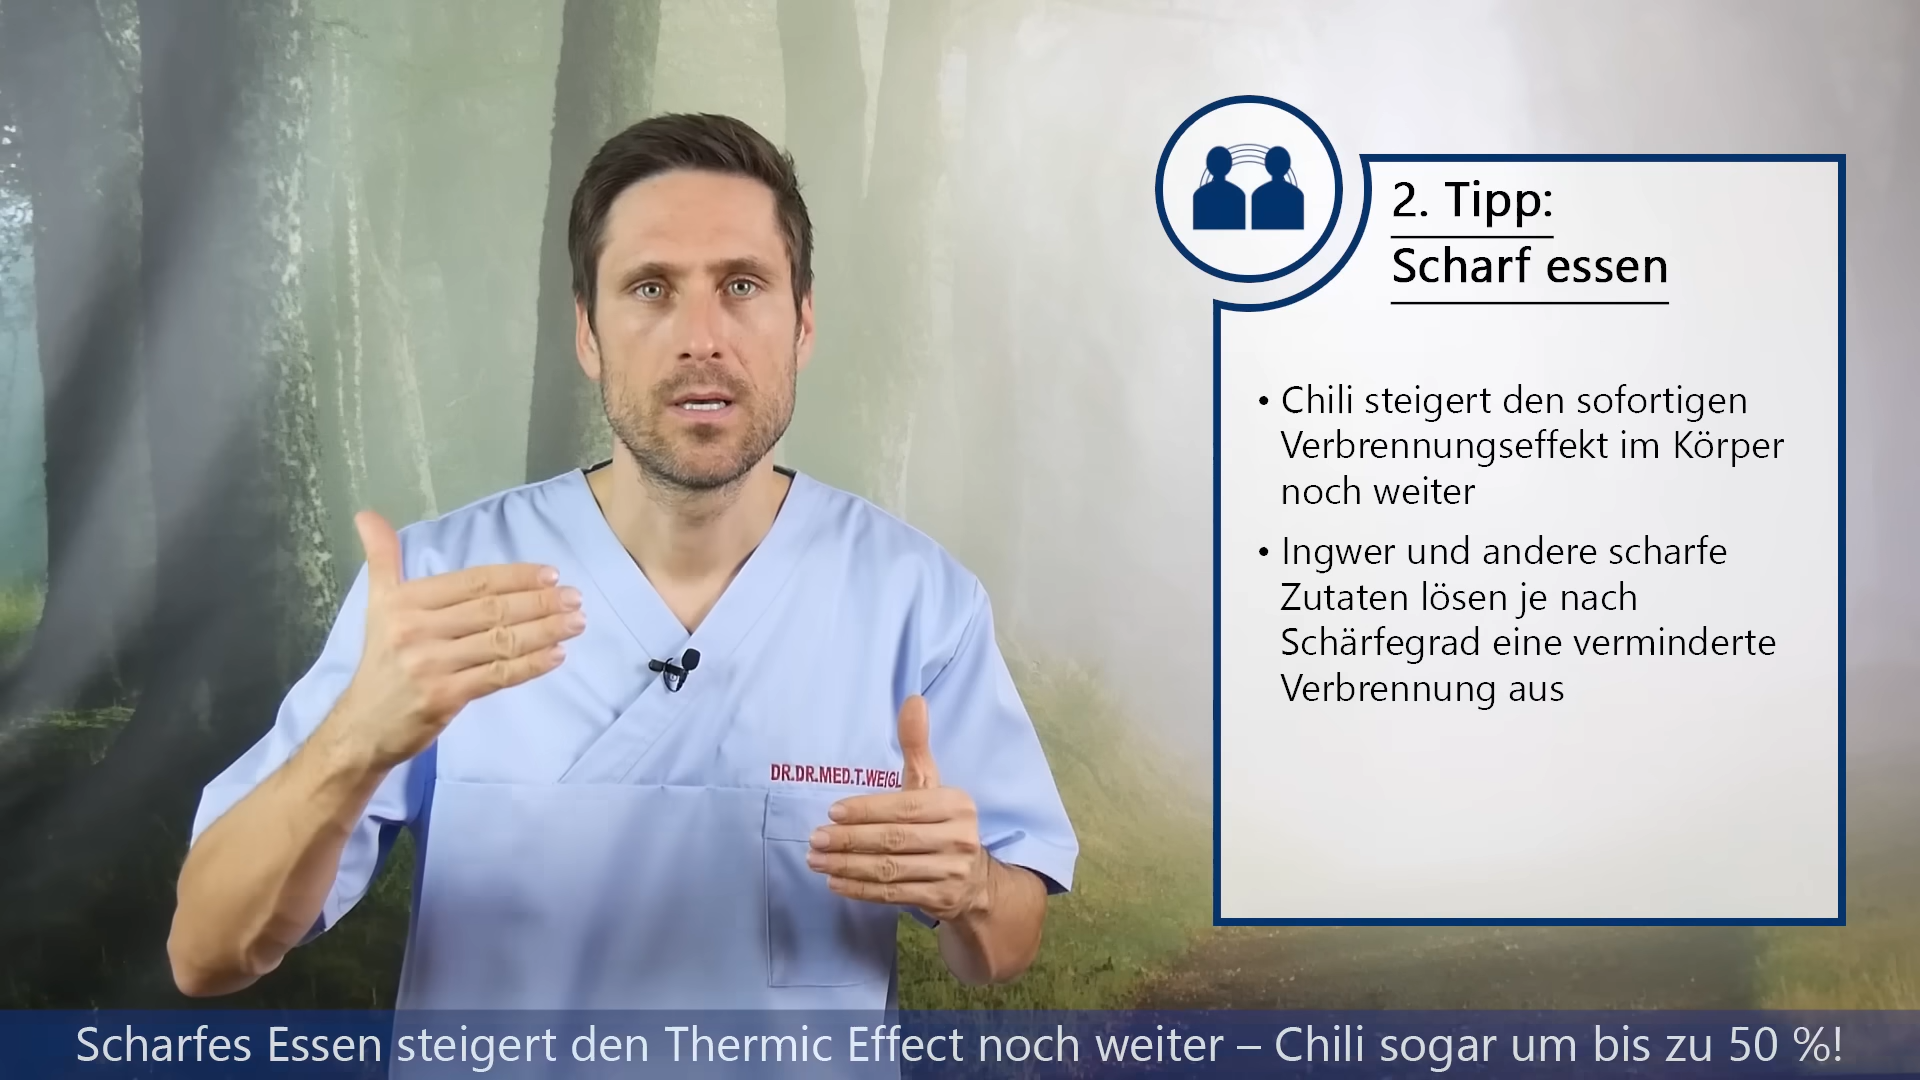 2. Tipp:
Scharf essen
• Chili steigert den sofortigen
Verbrennungseffekt im Körper
noch weiter
• Ingwer und andere scharfe
Zutaten lösen je nach
Schärfegrad eine verminderte
Verbrennung aus
DR.DR.MED.T.WEIGL
Scharfes Essen steigert den Thermic Effect noch weiter – Chili sogar um bis zu 50 %!